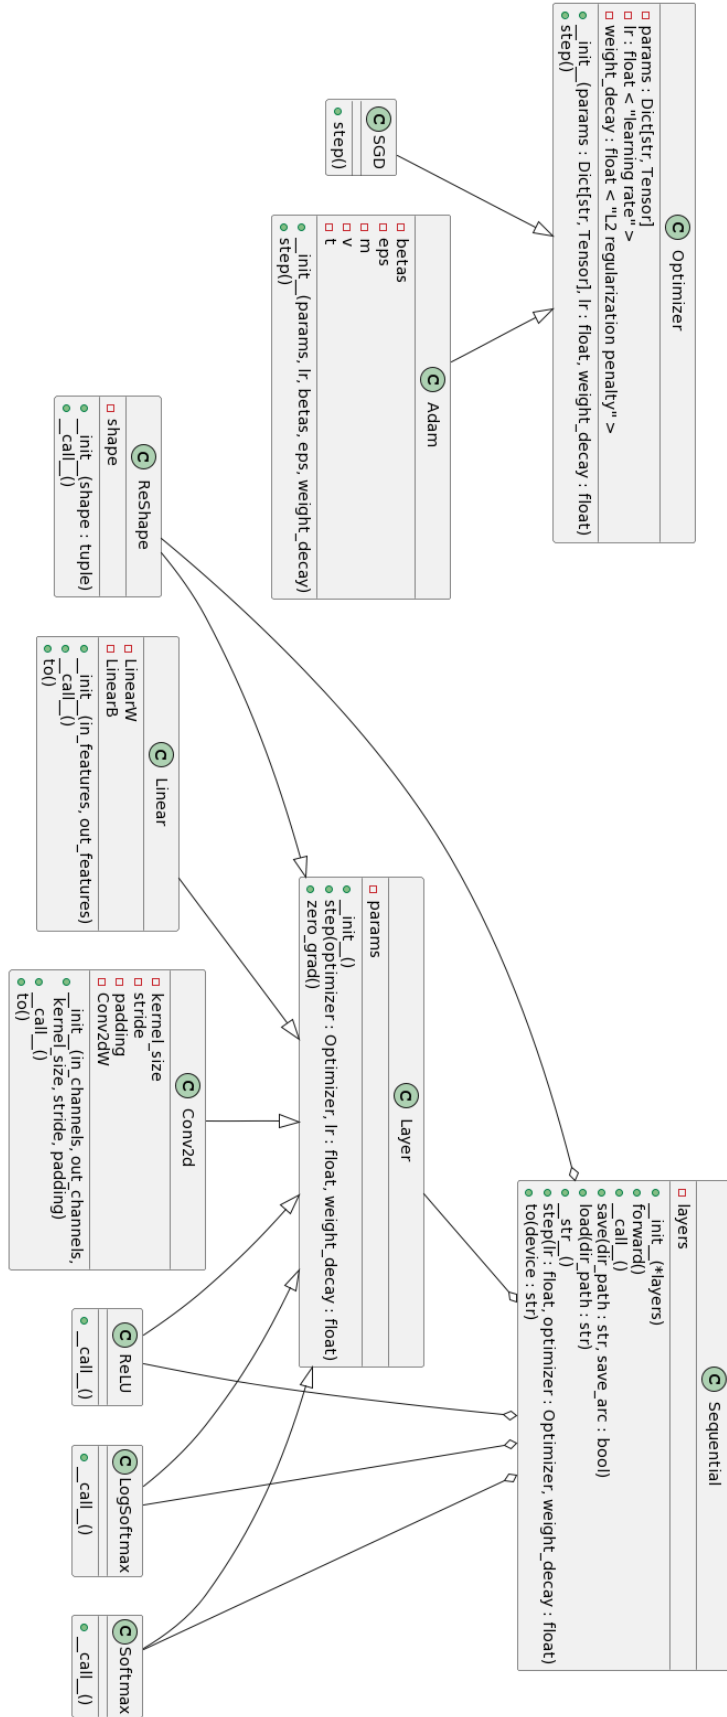 C Optimizer
params : Dict[str, Tensor]
lr : float < "learning rate" >
weight_decay : float < "L2 regularization penalty" >
__init__(params : Dict[str, Tensor], lr : float, weight_decay : float)
step()
C SGD
step()
C Adam
betas
eps
m
v
t
__init__(params, lr, betas, eps, weight_decay)
step()
C Sequential
layers
__init__(*layers)
forward()
__call__()
save(dir_path : str, save_arc : bool)
load(dir_path : str)
__str__()
step(lr : float, optimizer : Optimizer, weight_decay : float)
to(device : str)
C Layer
params
__init__()
step(optimizer : Optimizer, lr : float, weight_decay : float)
zero_grad()
C ReShape
shape
__init__(shape : tuple)
__call__()
C Linear
LinearW
LinearB
__init__(in_features, out_features)
__call__()
to()
C Conv2d
kernel_size
stride
padding
Conv2dW
__init__(in_channels, out_channels,
kernel_size, stride, padding)
__call__()
to()
C ReLU
__call__()
C LogSoftmax
__call__()
C Softmax
__call__()